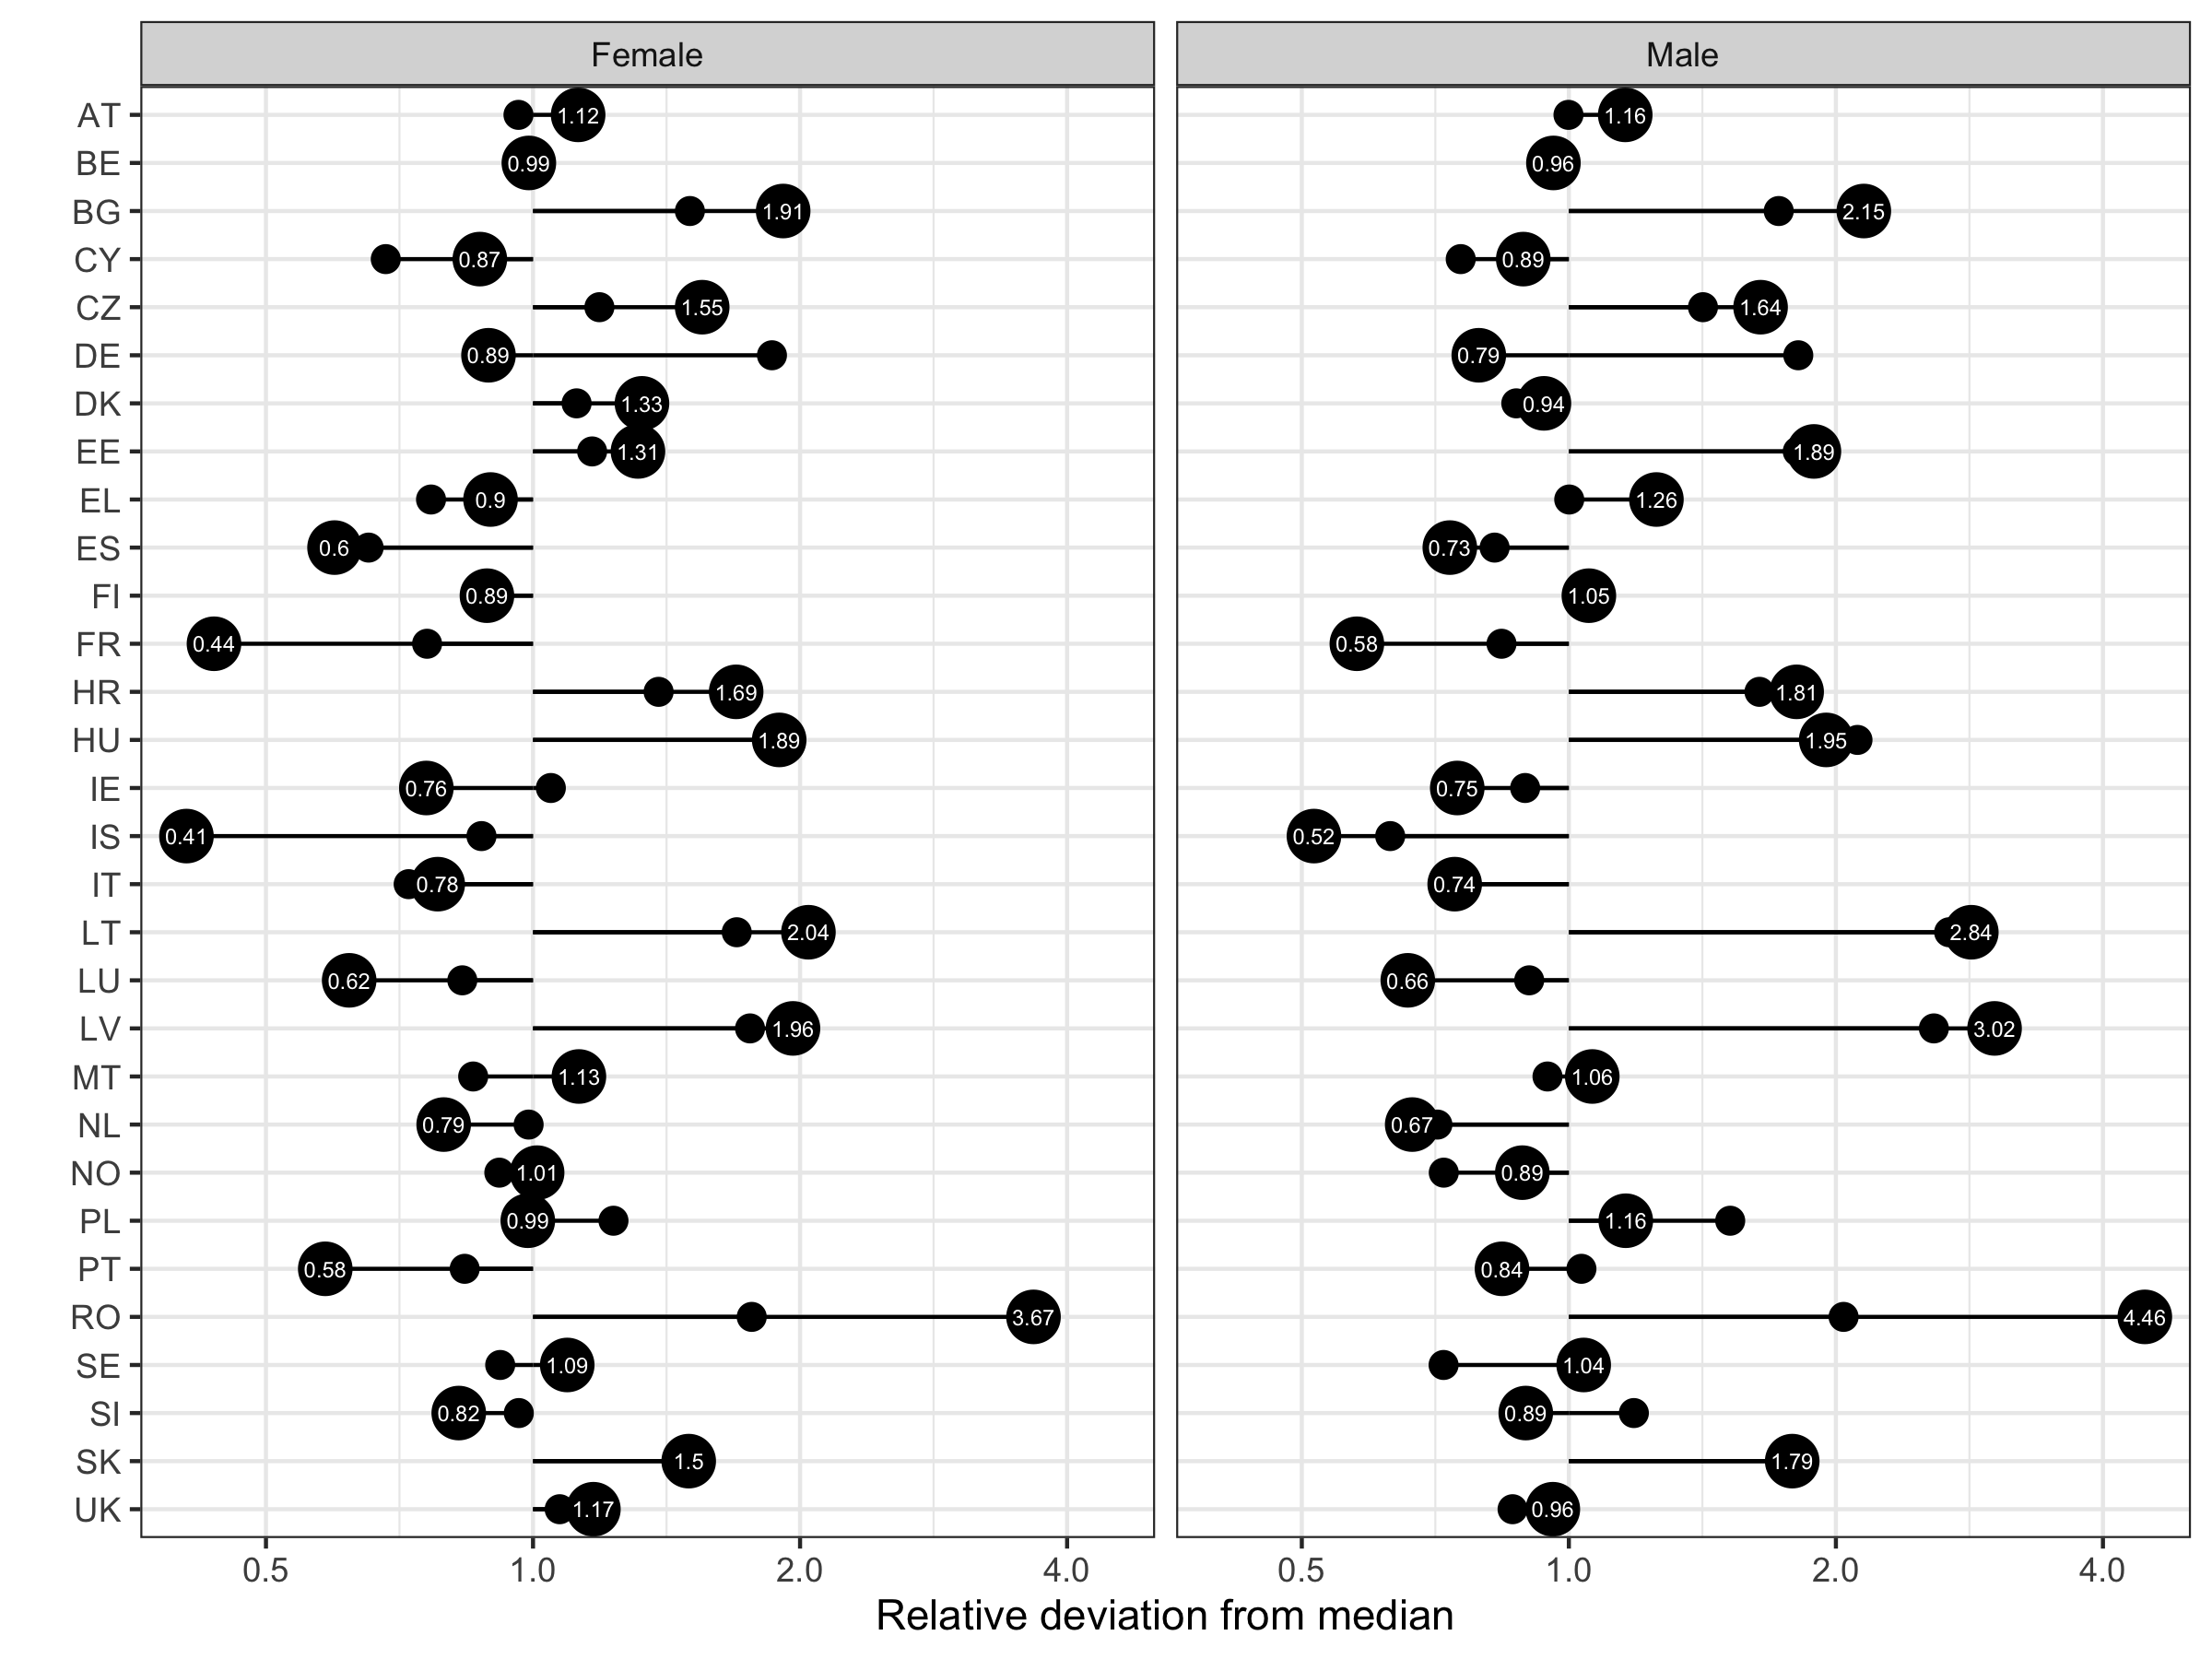 Female Male
AT 1.12 1.16
BE 0.99 0.96
BG 1.91 2.15
CY 0.87 0.89
CZ 1.55 1.64
DE 0.89 0.79
DK 1.33 0.94
EE 1.31 1.89
EL 0.9 1.26
ES 0.6 0.73
FI 0.89 1.05
FR 0.44 0.58
HR 1.69 1.81
HU 1.89 1.95
IE 0.76 0.75
IS 0.41 0.52
IT 0.78 0.74
LT 2.04 2.84
LU 0.62 0.66
LV 1.96 3.02
MT 1.13 1.06
NL 0.79 0.67
NO 1.01 0.89
PL 0.99 1.16
PT 0.58 0.84
RO 3.67 4.46
SE 1.09 1.04
SI 0.82 0.89
SK 1.5 1.79
UK 1.17 0.96
0.5 1.0 2.0 4.0 0.5 1.0 2.0 4.0
Relative deviation from median